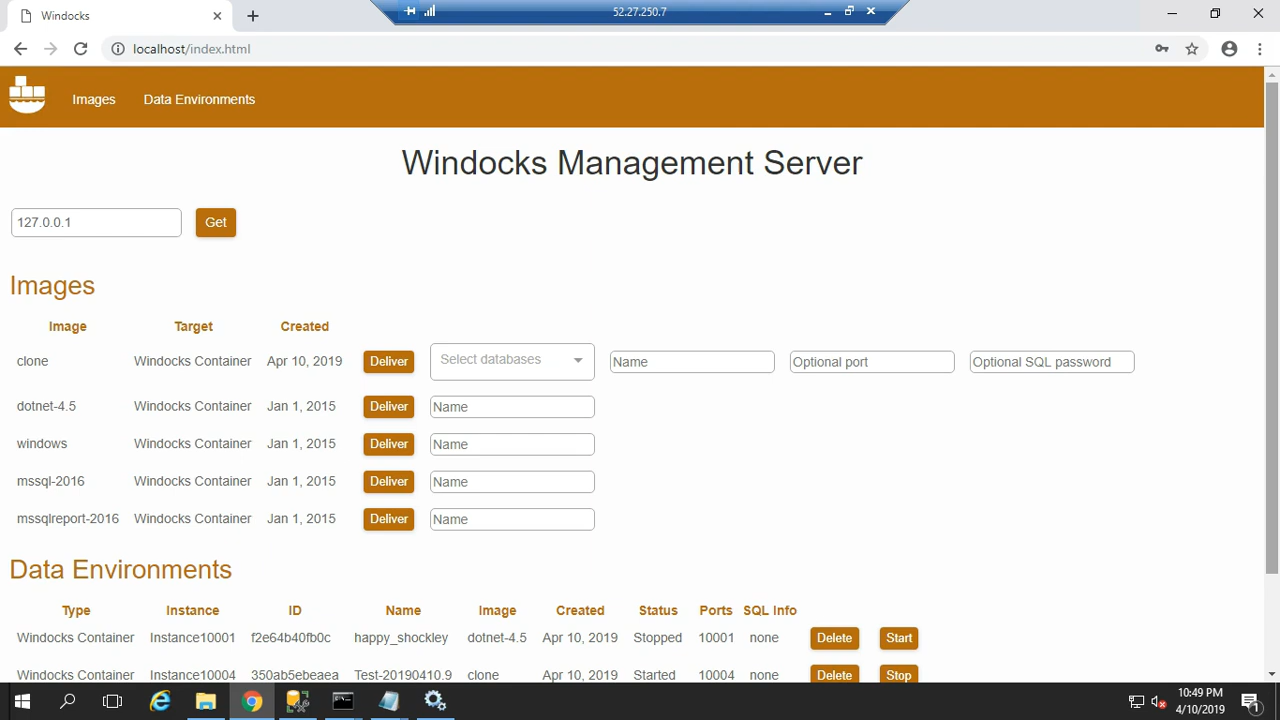 Windocks
52.27.250.7
localhost/index.html
Images Data Environments
Windocks Management Server
127.0.0.1 Get
Images
Image Target Created
clone Windocks Container Apr 10, 2019 Deliver Select databases Name Optional port Optional SQL password
dotnet-4.5 Windocks Container Jan 1, 2015 Deliver Name
windows Windocks Container Jan 1, 2015 Deliver Name
mssql-2016 Windocks Container Jan 1, 2015 Deliver Name
mssqlreport-2016 Windocks Container Jan 1, 2015 Deliver Name
Data Environments
Type Instance ID Name Image Created Status Ports SQL Info
Windocks Container Instance10001 f2e64b40fb0c happy_shockley dotnet-4.5 Apr 10, 2019 Stopped 10001 none Delete Start
Windocks Container Instance10004 350ab5ebeaea Test-20190410.9 clone Apr 10, 2019 Started 10004 none Delete Stop
10:49 PM
4/10/2019
1